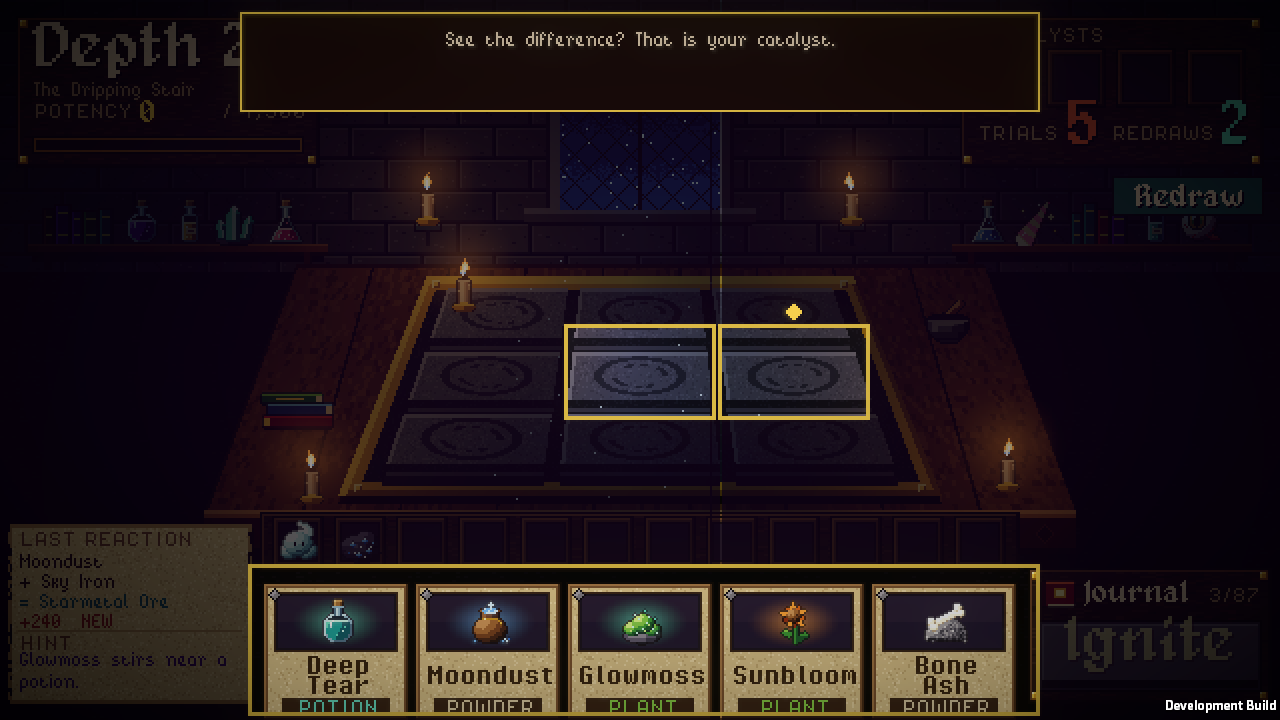 See the difference? That is your catalyst.
Depth 2
The Dripping Stair
POTENCY 0 /
TRIALS 5 REDRAWS 2
Redraw
LAST REACTION
Moondust
+ Sky Iron
= Starmetal Ore
+240 NEW
HINT
Glowmoss stirs near a
potion.
Deep
Tear
POTION
Moondust
POWDER
Glowmoss
PLANT
Sunbloom
PLANT
Bone
Ash
POWDER
Journal 3/87
Ignite
Development Build